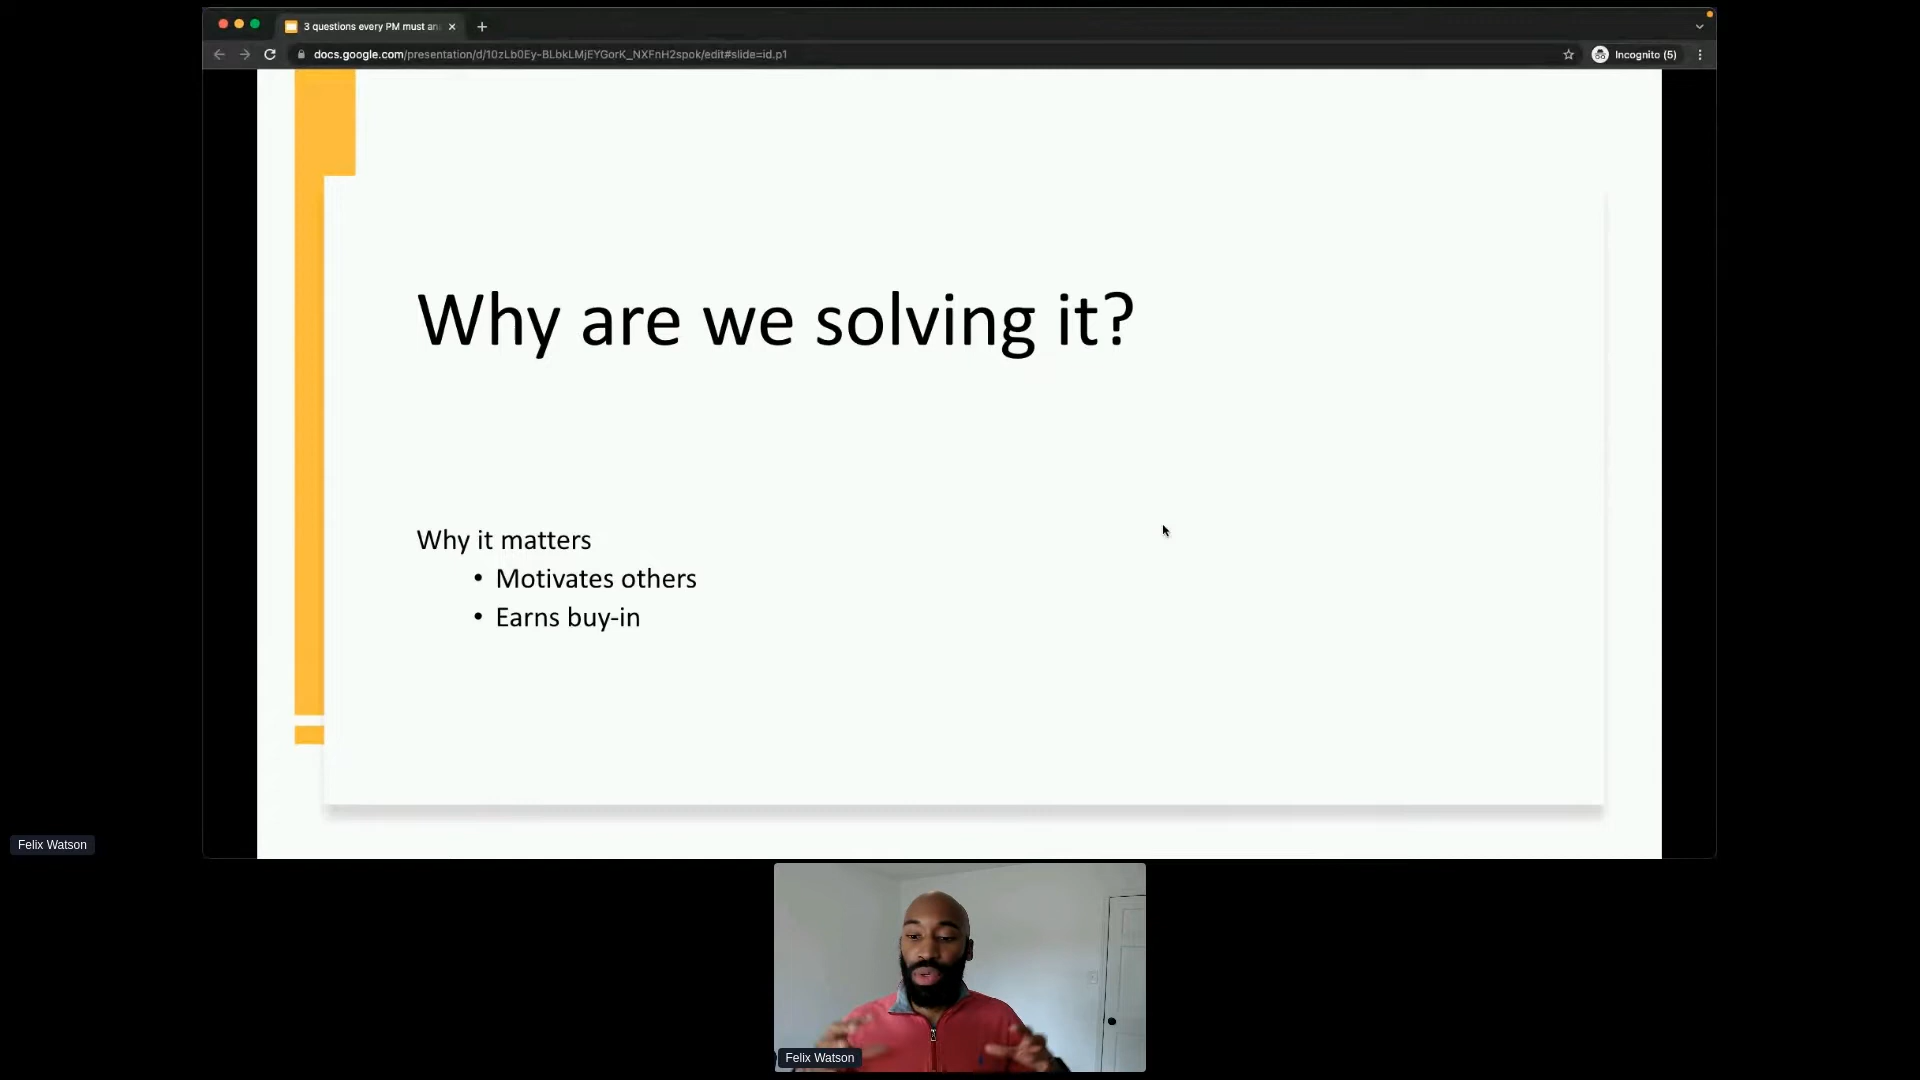 3 questions every PM must an
docs.google.com/presentation/d/10zLb0Ey-BLbkLMjEYGorK_NXFnH2spok/edit#slide=id.p1
Incognito (5)
Why are we solving it?
Why it matters
• Motivates others
• Earns buy-in
Felix Watson
Felix Watson